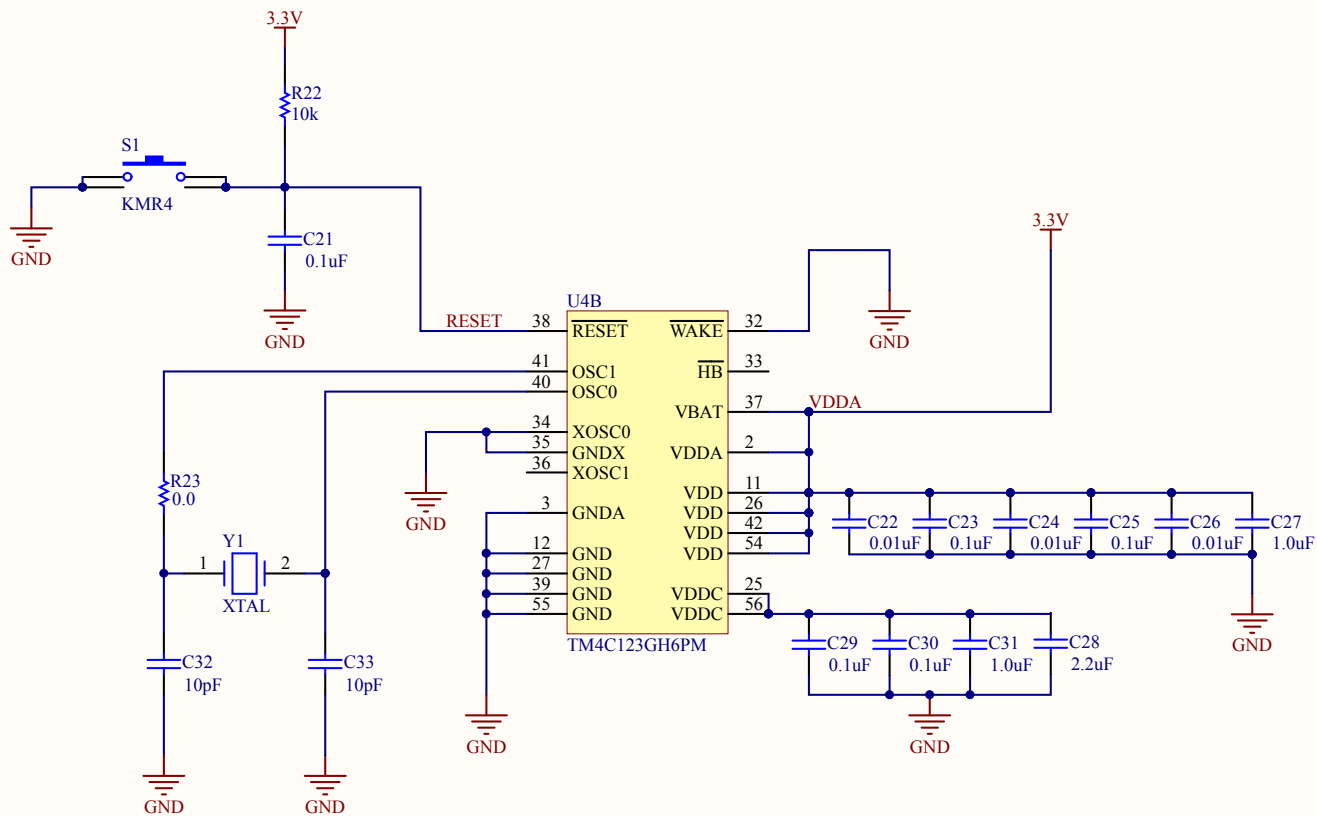 3.3V
R22
10k
S1
KMR4
GND
C21
0.1uF
GND
3.3V
GND
U4B
RESET
38
RESET
WAKE
32
41
OSC1
HB
33
40
OSC0
VBAT
37
VDDA
34
XOSC0
35
GNDX
VDDA
2
36
XOSC1
GND
R23
0.0
3
GNDA
VDD
11
VDD
26
VDD
42
VDD
54
12
GND
27
GND
39
GND
55
GND
VDDC
25
VDDC
56
TM4C123GH6PM
C22
0.01uF
C23
0.1uF
C24
0.01uF
C25
0.1uF
C26
0.01uF
C27
1.0uF
GND
Y1
1
2
XTAL
C32
10pF
C33
10pF
GND
GND
GND
C29
0.1uF
C30
0.1uF
C31
1.0uF
C28
2.2uF
GND